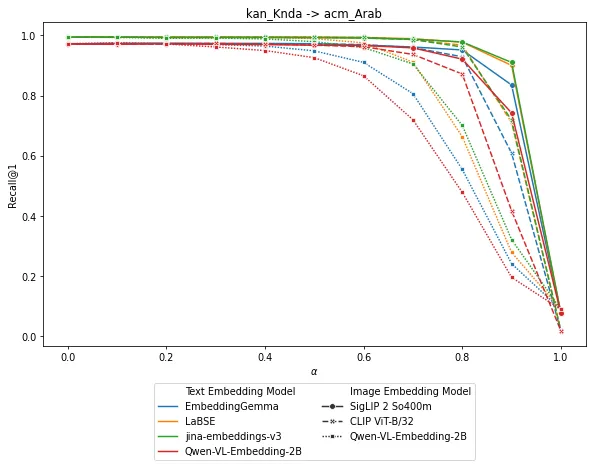 kan_Knda -> acm_Arab
1.0
0.8
0.6
0.4
0.2
0.0
Recall@1
0.0 0.2 0.4 0.6 0.8 1.0
α
Text Embedding Model
EmbeddingGemma
LaBSE
jina-embeddings-v3
Qwen-VL-Embedding-2B
Image Embedding Model
SigLIP 2 So400m
CLIP ViT-B/32
Qwen-VL-Embedding-2B